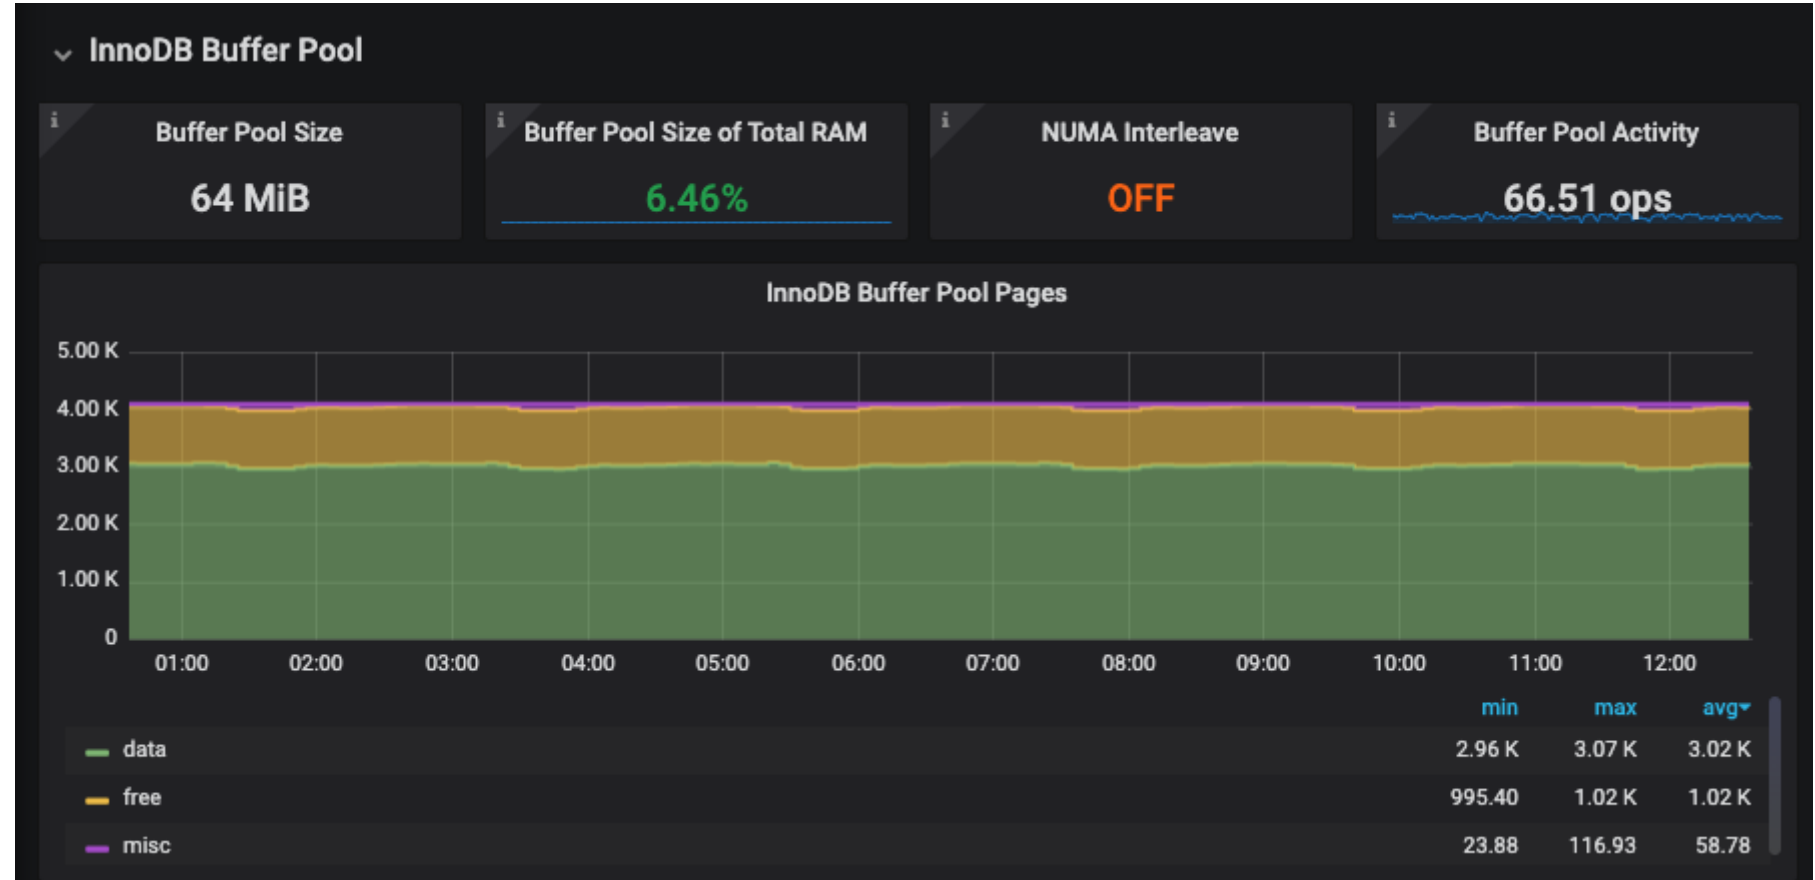 InnoDB Buffer Pool
i Buffer Pool Size
64 MiB
i Buffer Pool Size of Total RAM
6.46%
i NUMA Interleave
OFF
i Buffer Pool Activity
66.51 ops
InnoDB Buffer Pool Pages
5.00 K
4.00 K
3.00 K
2.00 K
1.00 K
0
01:00 02:00 03:00 04:00 05:00 06:00 07:00 08:00 09:00 10:00 11:00 12:00
min max avg
data 2.96 K 3.07 K 3.02 K
free 995.40 1.02 K 1.02 K
misc 23.88 116.93 58.78